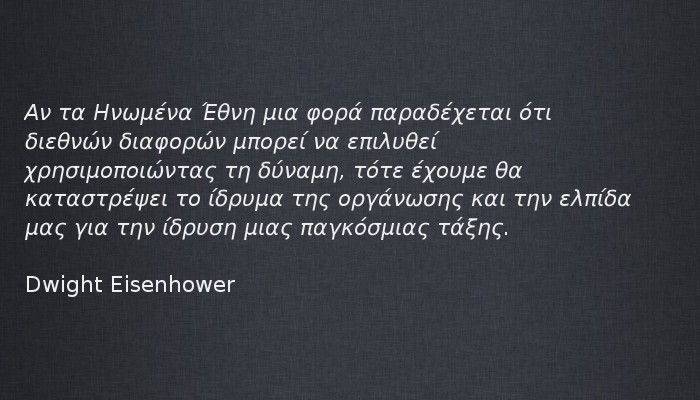 Αν τα Ηνωμένα Έθνη μια φορά παραδέχεται ότι
διεθνών διαφορών μπορεί να επιλυθεί
χρησιμοποιώντας τη δύναμη, τότε έχουμε θα
καταστρέψει το ίδρυμα της οργάνωσης και την ελπίδα
μας για την ίδρυση μιας παγκόσμιας τάξης.
Dwight Eisenhower